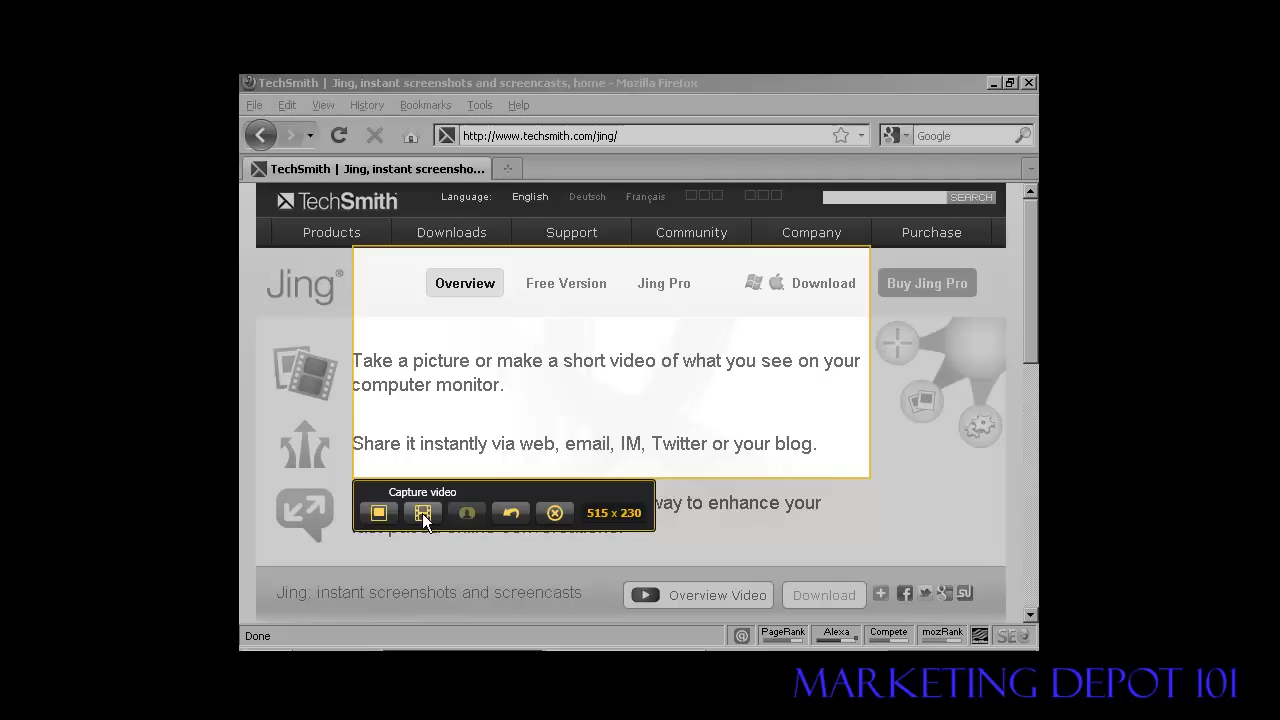 TechSmith | Jing, instant screenshots and screencasts, home - Mozilla Firefox
File Edit View History Bookmarks Tools Help
http://www.techsmith.com/jing/
Google
TechSmith | Jing, instant screensho...
TechSmith Language: English Deutsch Français SEARCH
Products Downloads Support Community Company Purchase
Jing® Overview Free Version Jing Pro Download Buy Jing Pro
Take a picture or make a short video of what you see on your
computer monitor.
Share it instantly via web, email, IM, Twitter or your blog.
Capture video
way to enhance your
515 x 230
Jing: instant screenshots and screencasts Overview Video Download
Done PageRank Alexa Compete mozRank SEO
MARKETING DEPOT 101